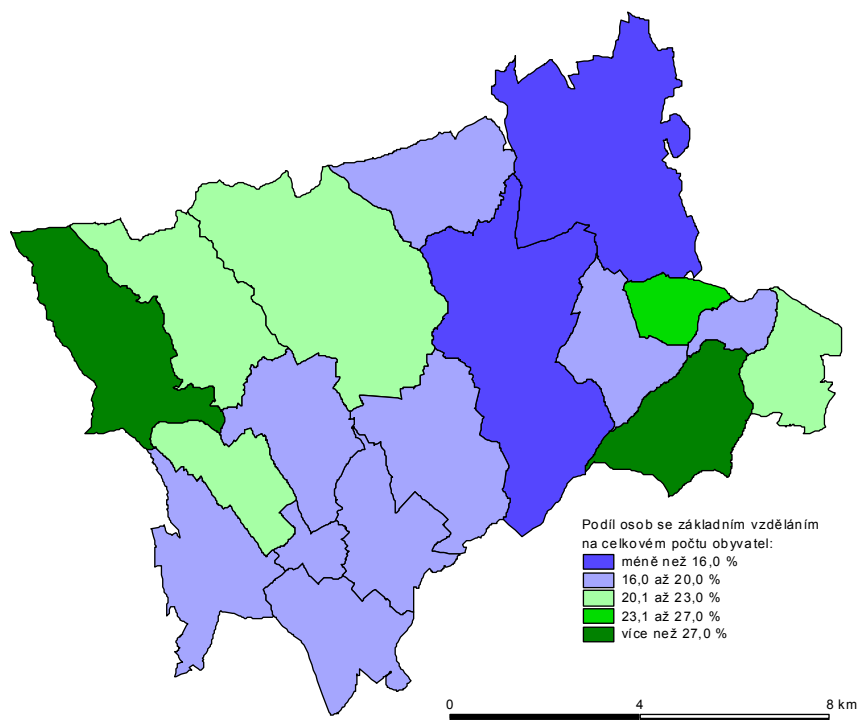 Podíl osob se základním vzděláním
na celkovém počtu obyvatel:
méně než 16,0 %
16,0 až 20,0 %
20,1 až 23,0 %
23,1 až 27,0 %
více než 27,0 %
0 4 8 km